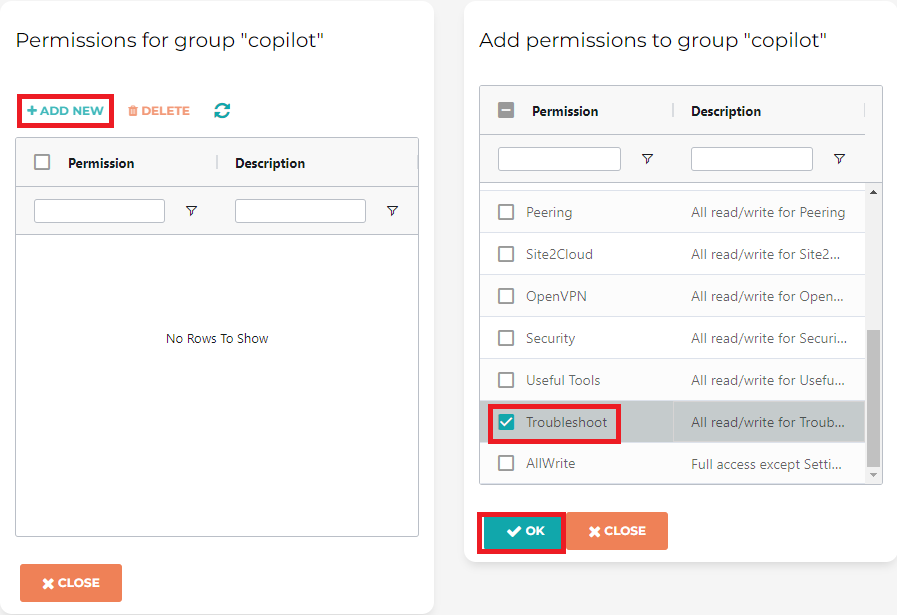 Permissions for group "copilot"
+ ADD NEW
DELETE
Permission
Description
No Rows To Show
CLOSE
Add permissions to group "copilot"
Permission
Description
Peering
All read/write for Peering
Site2Cloud
All read/write for Site2...
OpenVPN
All read/write for Open...
Security
All read/write for Securi...
Useful Tools
All read/write for Usefu...
Troubleshoot
All read/write for Troub...
AllWrite
Full access except Setti...
OK
CLOSE